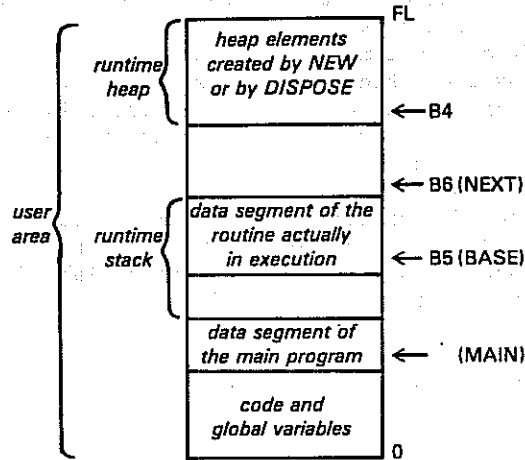 FL
heap elements
created by NEW
or by DISPOSE
runtime
heap
B4
B6 (NEXT)
user
area
runtime
stack
data segment of the
routine actually
in execution
B5 (BASE)
data segment of
the main program
(MAIN)
code and
global variables
0